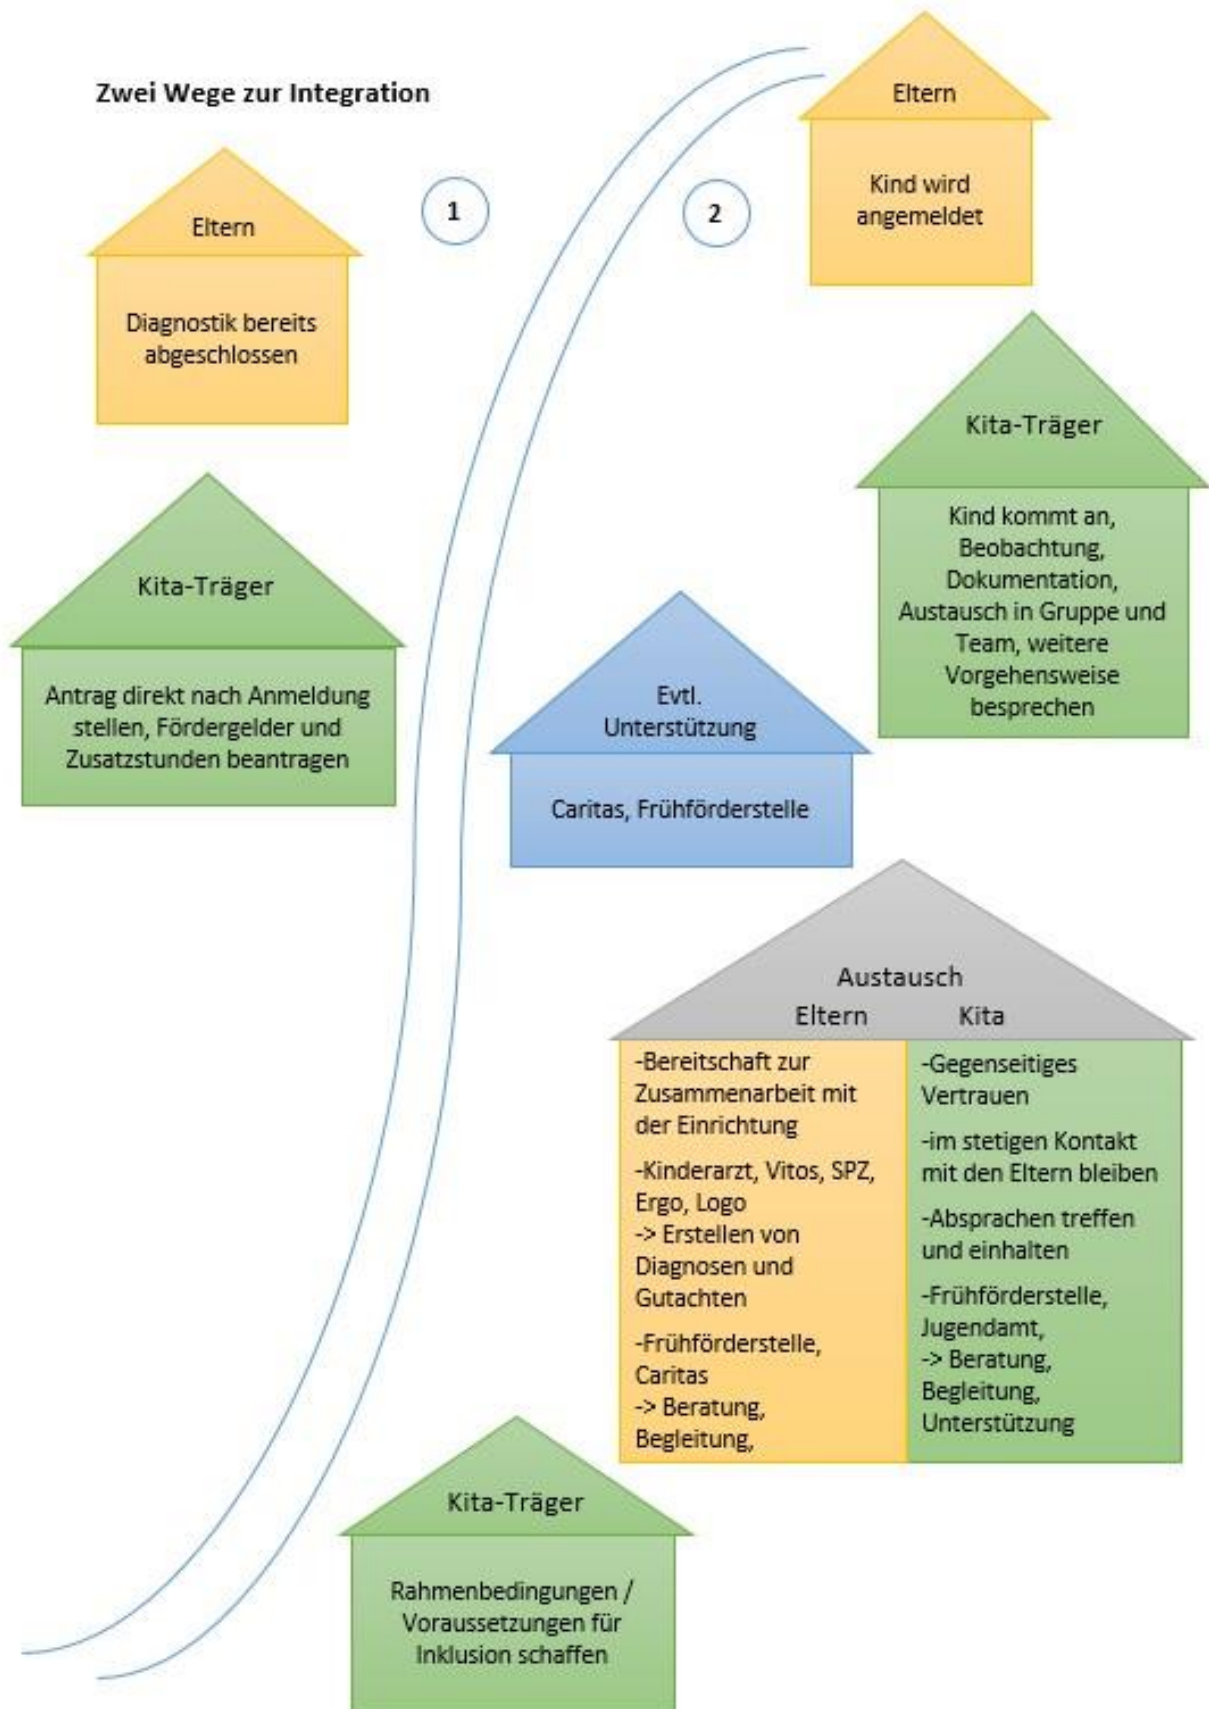 Zwei Wege zur Integration
1
Eltern
Diagnostik bereits
abgeschlossen
Kita-Träger
Antrag direkt nach Anmeldung
stellen, Fördergelder und
Zusatzstunden beantragen
2
Eltern
Kind wird
angemeldet
Kita-Träger
Kind kommt an,
Beobachtung,
Dokumentation,
Austausch in Gruppe und
Team, weitere
Vorgehensweise
besprechen
Evtl.
Unterstützung
Caritas, Frühförderstelle
Austausch
Eltern Kita
-Bereitschaft zur
Zusammenarbeit mit
der Einrichtung
-Kinderarzt, Vitos, SPZ,
Ergo, Logo
-> Erstellen von
Diagnosen und
Gutachten
-Frühförderstelle,
Caritas
-> Beratung,
Begleitung,
-Gegenseitiges
Vertrauen
-im stetigen Kontakt
mit den Eltern bleiben
-Absprachen treffen
und einhalten
-Frühförderstelle,
Jugendamt,
-> Beratung,
Begleitung,
Unterstützung
Kita-Träger
Rahmenbedingungen /
Voraussetzungen für
Inklusion schaffen